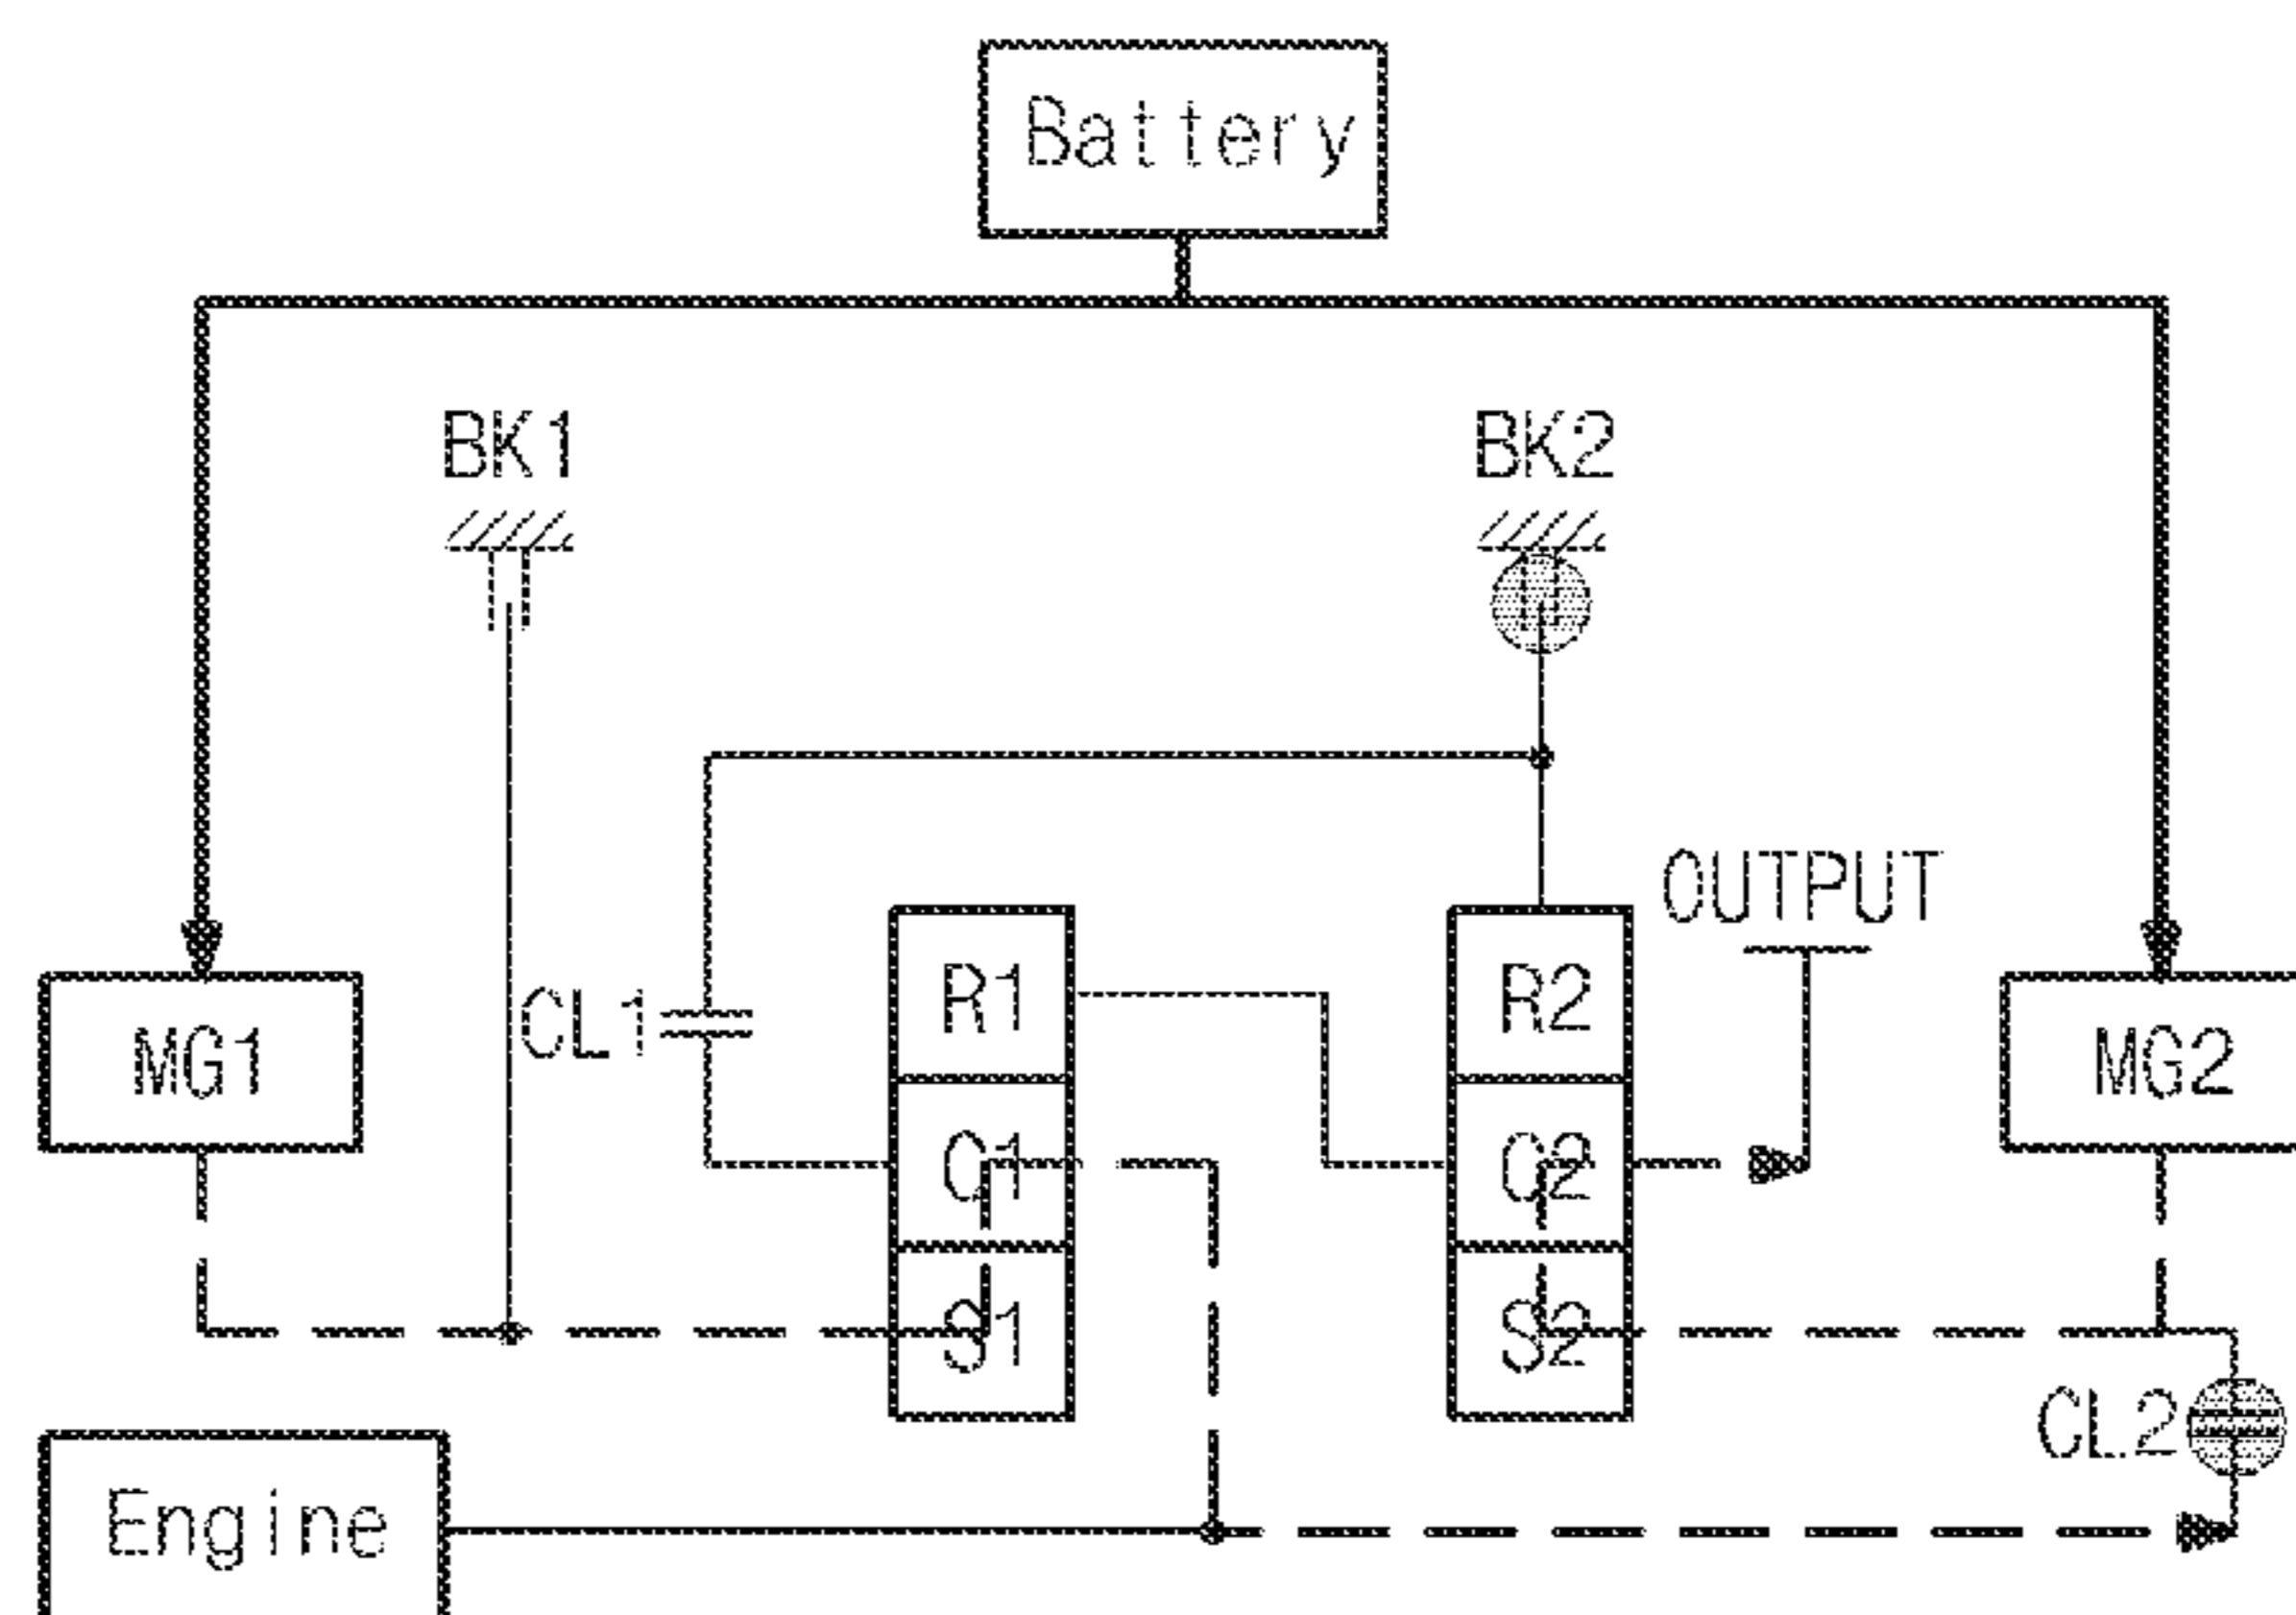 Battery
BK1
BK2
OUTPUT
MG1
CL1
R1
R2
MG2
C1
C2
S1
S2
CL2
Engine